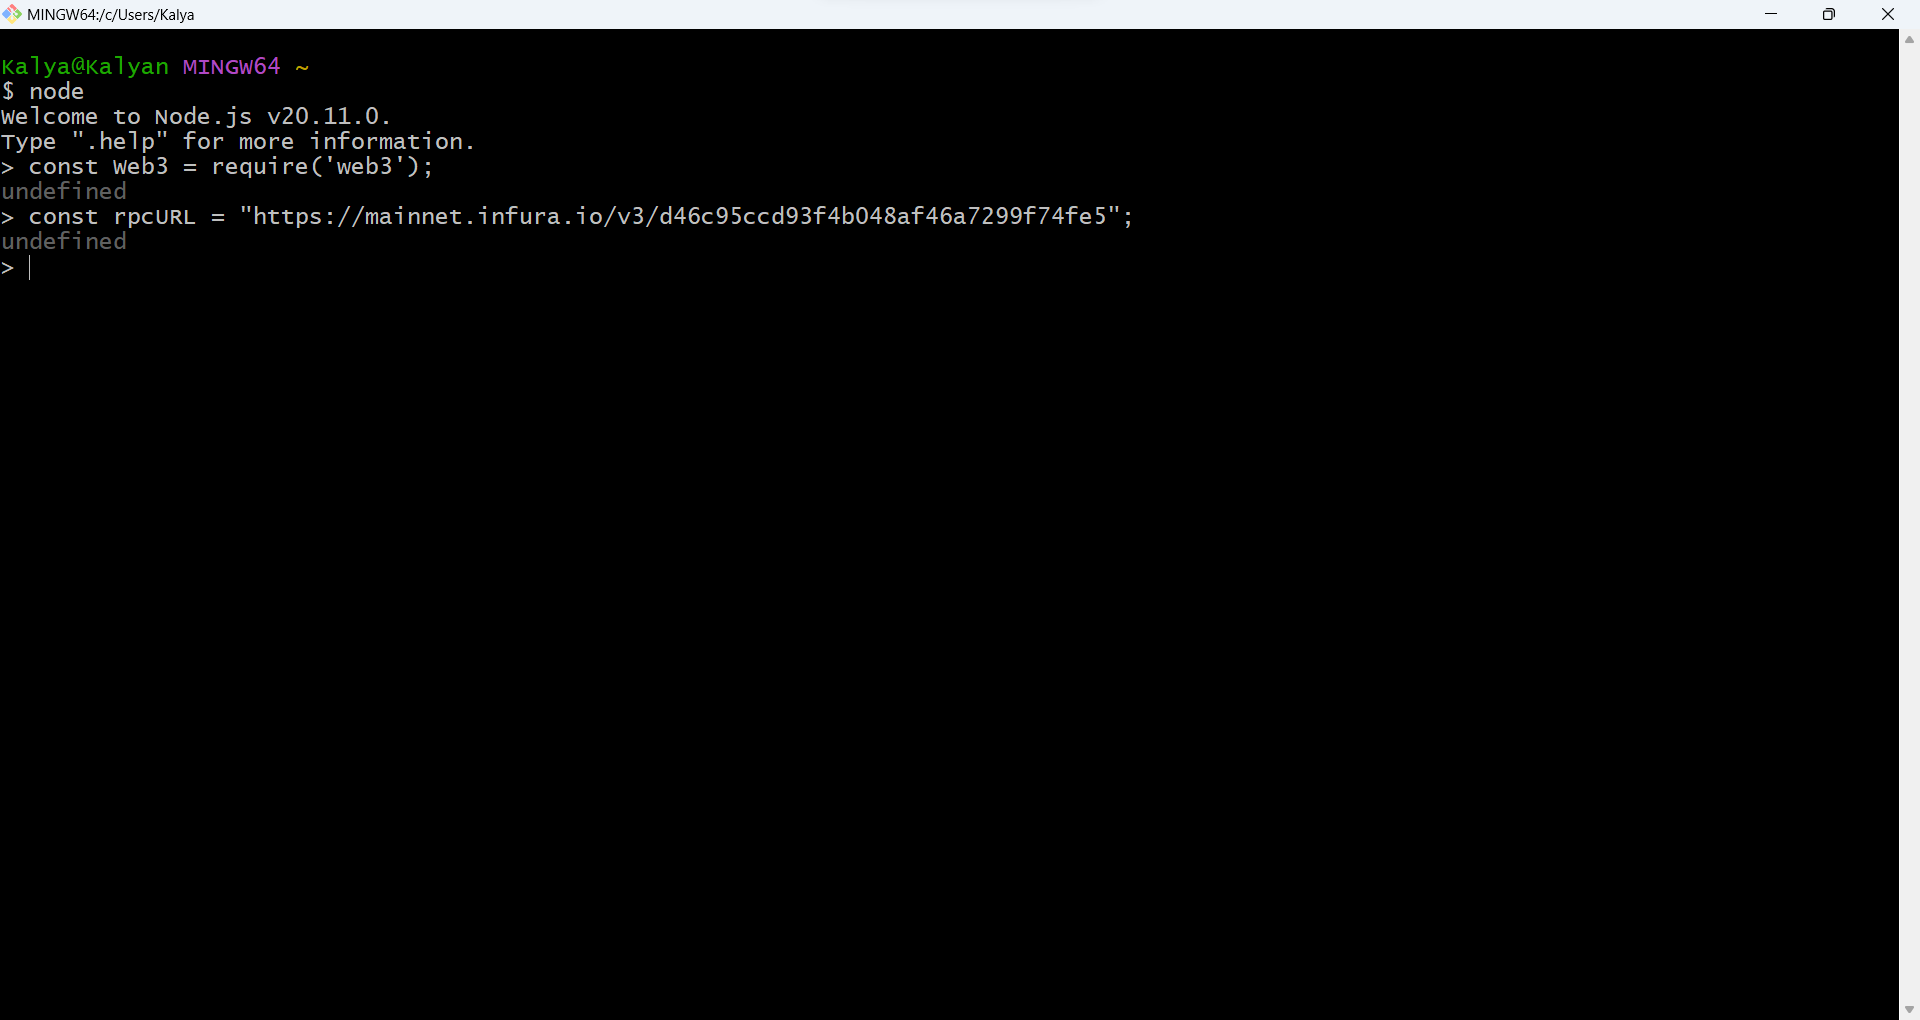 MINGW64:/c/Users/Kalya
Kalya@Kalyan MINGW64 ~
$ node
Welcome to Node.js v20.11.0.
Type ".help" for more information.
> const Web3 = require('web3');
undefined
> const rpcURL = "https://mainnet.infura.io/v3/d46c95ccd93f4b048af46a7299f74fe5";
undefined
>